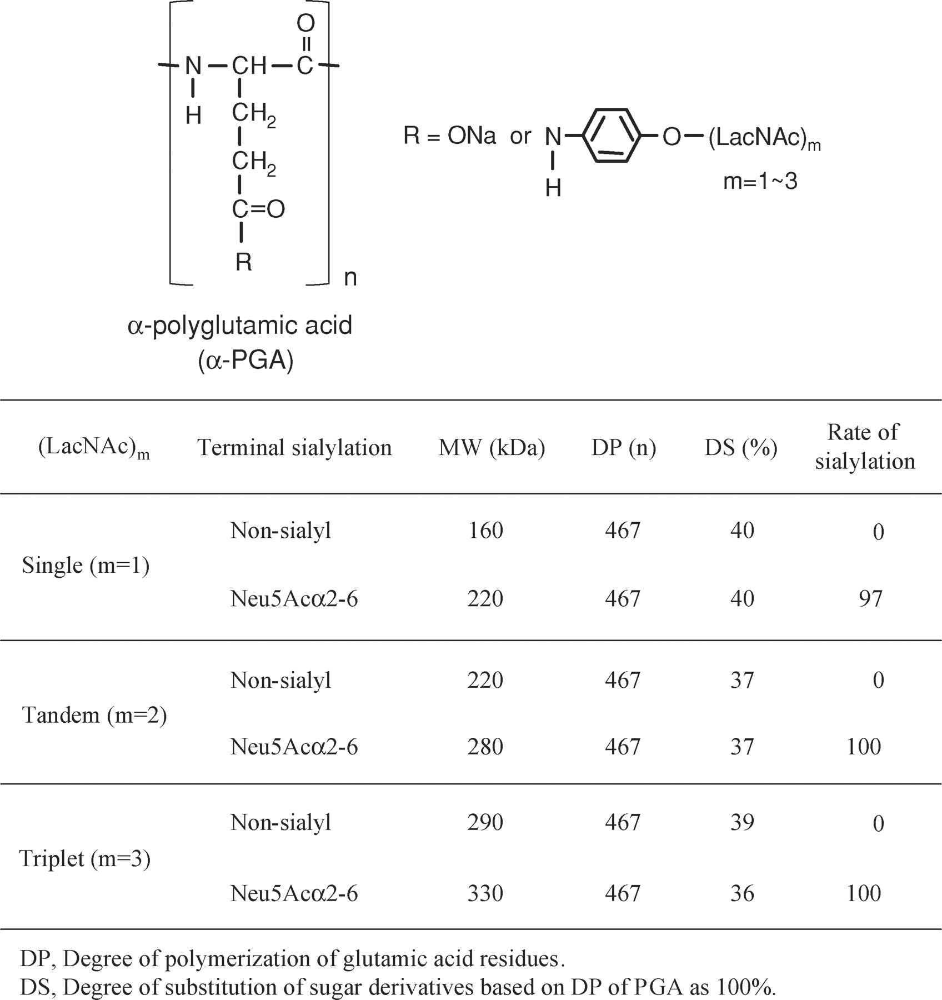 O
N CH C
H CH2
CH2
C=O
R
n
R = ONa or N O (LacNAc)m
H
m=1~3
α-polyglutamic acid
(α-PGA)
(LacNAc)m Terminal sialylation MW (kDa) DP (n) DS (%) Rate of sialylation
Single (m=1)
Non-sialyl 160 467 40 0
Neu5Acα2-6 220 467 40 97
Tandem (m=2)
Non-sialyl 220 467 37 0
Neu5Acα2-6 280 467 37 100
Triplet (m=3)
Non-sialyl 290 467 39 0
Neu5Acα2-6 330 467 36 100
DP, Degree of polymerization of glutamic acid residues.
DS, Degree of substitution of sugar derivatives based on DP of PGA as 100%.